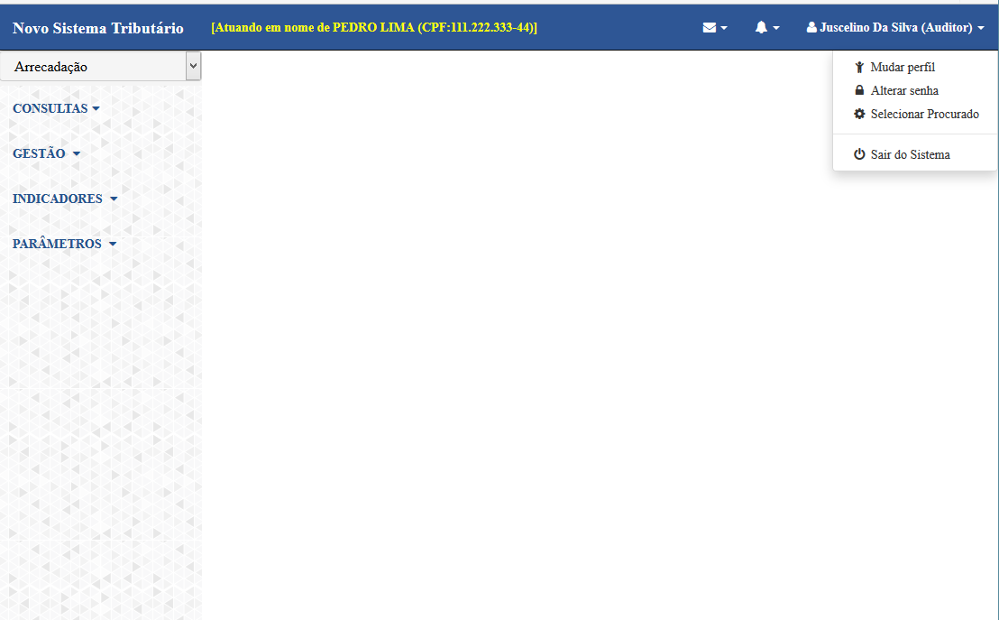 Novo Sistema Tributário
[Atuando em nome de PEDRO LIMA (CPF:111.222.333-44)]
Juscelino Da Silva (Auditor)
Arrecadação
Mudar perfil
Alterar senha
Selecionar Procurado
Sair do Sistema
CONSULTAS
GESTÃO
INDICADORES
PARÂMETROS